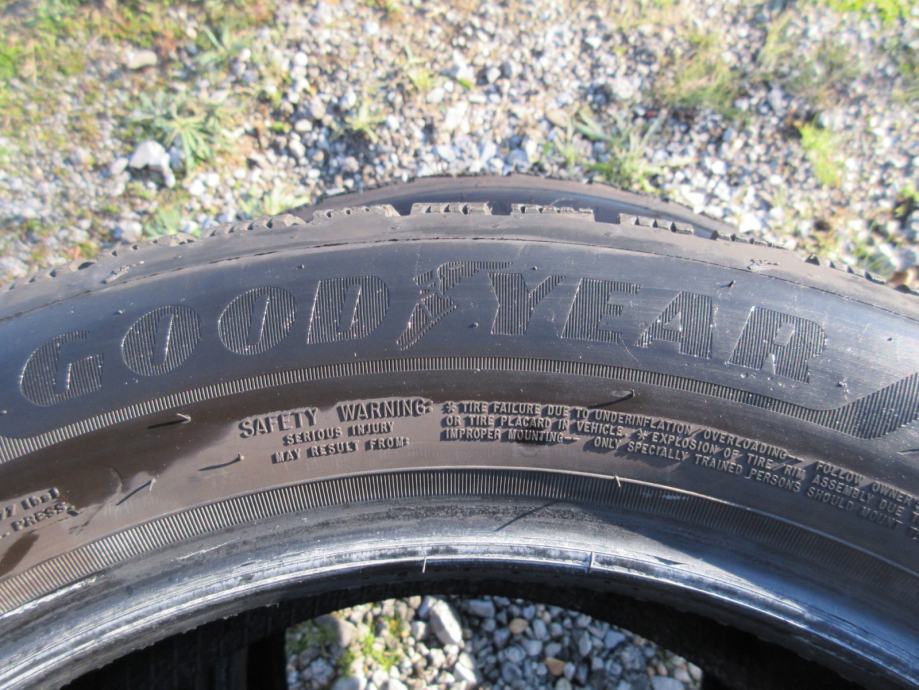 GOODYEAR
SAFETY WARNING:
SERIOUS INJURY
MAY RESULT FROM:
* TIRE FAILURE DUE TO UNDERINFLATION/OVERLOADING— FOLLOW OWNER
OR TIRE PLACARD IN VEHICLE * EXPLOSION OF TIRE/RIM ASSEMBLY DUE
IMPROPER MOUNTING— ONLY SPECIALLY TRAINED PERSONS SHOULD MOUNT
PRESS.